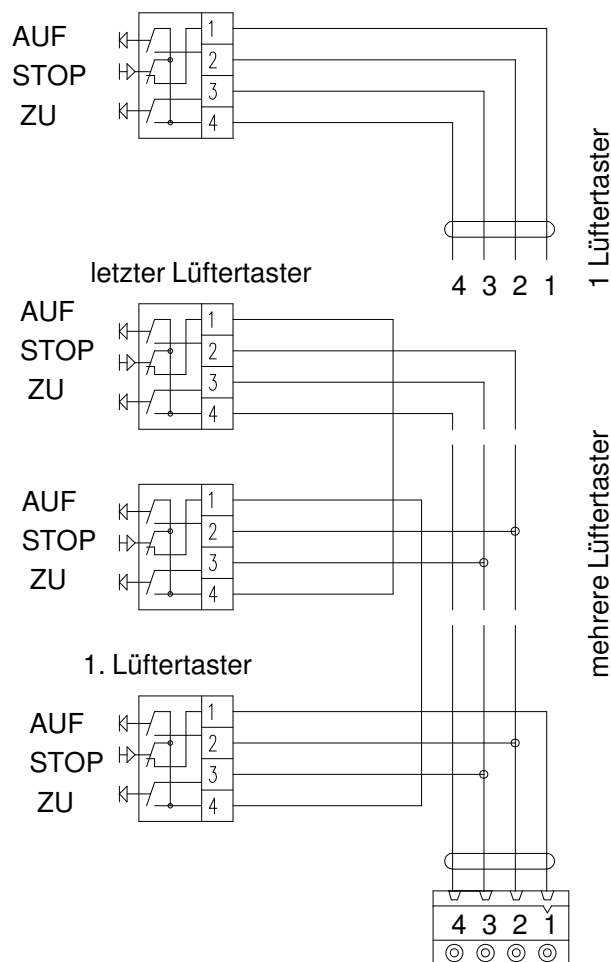 AUF
STOP
ZU
1
2
3
4
4 3 2 1
1 Lüftertaster
letzter Lüftertaster
AUF
STOP
ZU
1
2
3
4
AUF
STOP
ZU
1
2
3
4
mehrere Lüftertaster
1. Lüftertaster
AUF
STOP
ZU
1
2
3
4
4 3 2 1